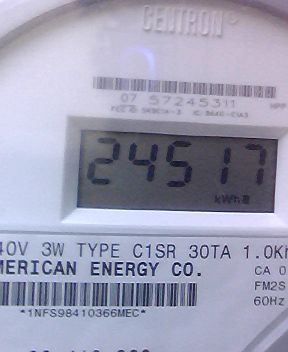 CENTRON
07 57245311
24517
kWh
40V 3W TYPE C1SR 30TA 1.0Kh
MERICAN ENERGY CO.
CA 0
FM2S
60Hz
*1NFS98410366MEC*